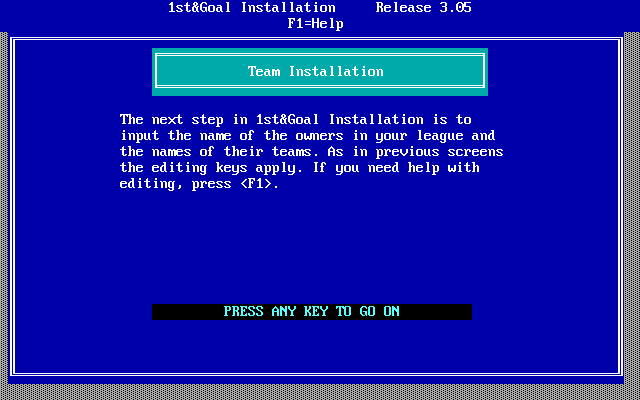 1st&Goal Installation     Release 3.05
F1=Help
Team Installation
The next step in 1st&Goal Installation is to
input the name of the owners in your league and
the names of their teams. As in previous screens
the editing keys apply. If you need help with
editing, press <F1>.
PRESS ANY KEY TO GO ON